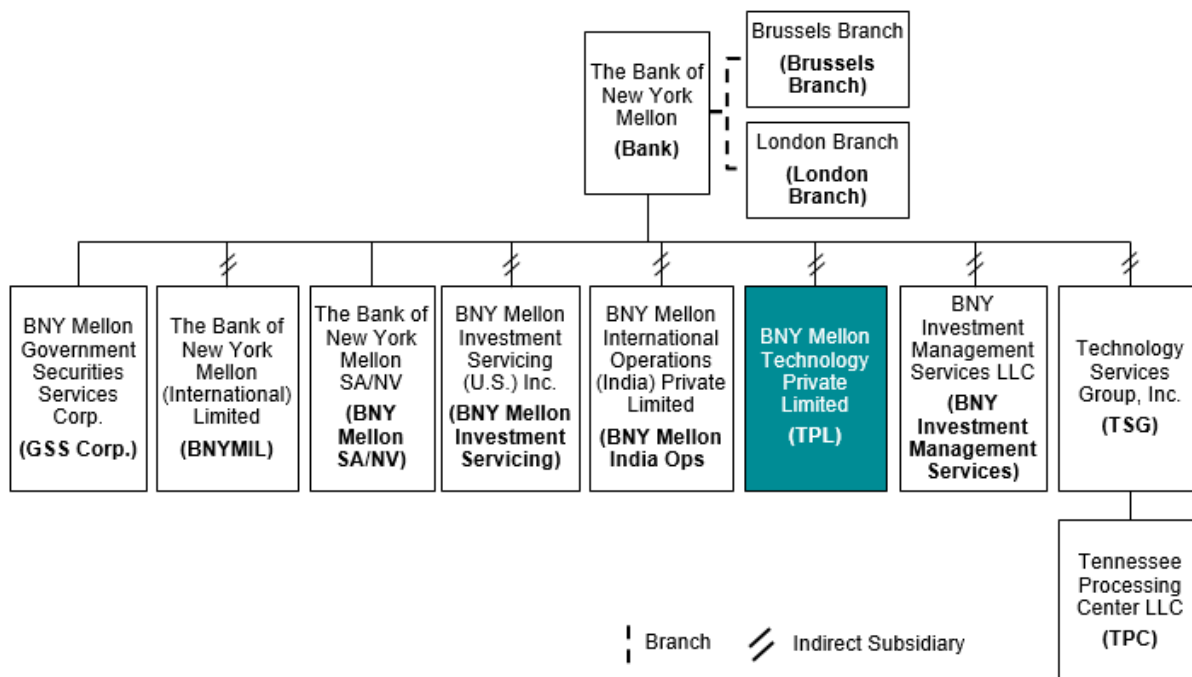 The Bank of
New York
Mellon
(Bank)
Brussels Branch
(Brussels
Branch)
London Branch
(London
Branch)
BNY Mellon
Government
Securities
Services
Corp.
(GSS Corp.)
The Bank of
New York
Mellon
(International)
Limited
(BNYMIL)
The Bank of
New York
Mellon
SA/NV
(BNY
Mellon
SA/NV)
BNY Mellon
Investment
Servicing
(U.S.) Inc.
(BNY Mellon
Investment
Servicing)
BNY Mellon
International
Operations
(India) Private
Limited
(BNY Mellon
India Ops
BNY Mellon
Technology
Private
Limited
(TPL)
BNY
Investment
Management
Services LLC
(BNY
Investment
Management
Services)
Technology
Services
Group, Inc.
(TSG)
Tennessee
Processing
Center LLC
(TPC)
Branch
Indirect Subsidiary